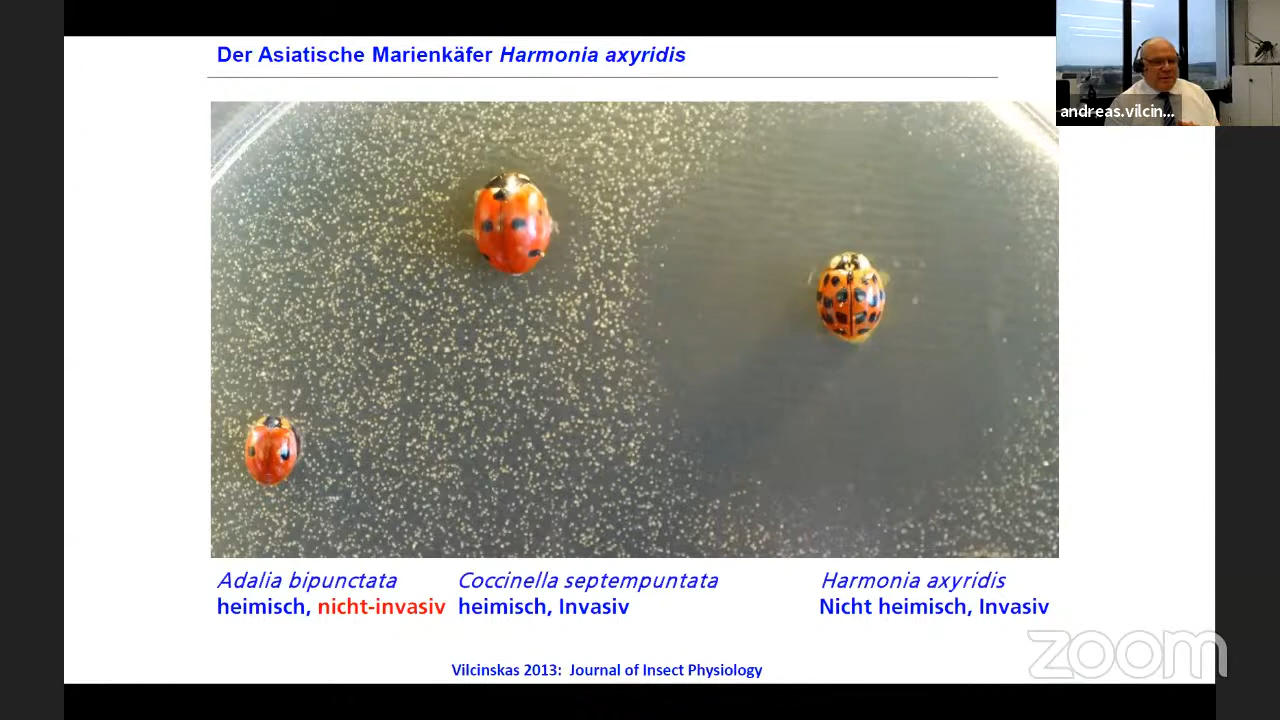 Der Asiatische Marienkäfer Harmonia axyridis
andreas.vilcin...
Adalia bipunctata
heimisch, nicht-invasiv
Coccinella septempuntata
heimisch, Invasiv
Harmonia axyridis
Nicht heimisch, Invasiv
Vilcinskas 2013: Journal of Insect Physiology
zoom